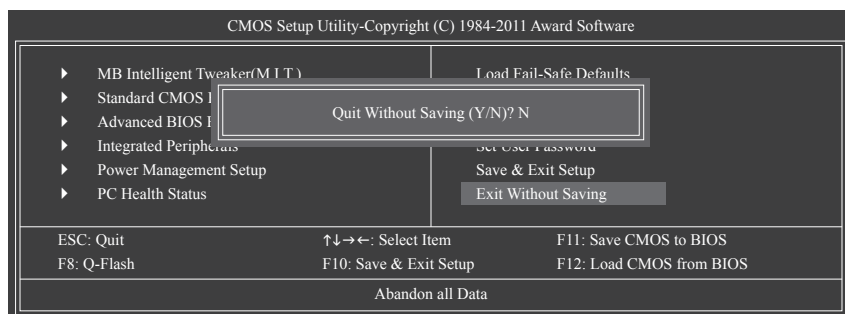 CMOS Setup Utility-Copyright (C) 1984-2011 Award Software
MB Intelligent Tweaker(M.I.T.)
Standard CMOS
Advanced BIOS
Integrated Peripherals
Power Management Setup
PC Health Status
Load Fail-Safe Defaults
Set User Password
Save & Exit Setup
Exit Without Saving
Quit Without Saving (Y/N)? N
ESC: Quit
↑↓→←: Select Item
F11: Save CMOS to BIOS
F8: Q-Flash
F10: Save & Exit Setup
F12: Load CMOS from BIOS
Abandon all Data